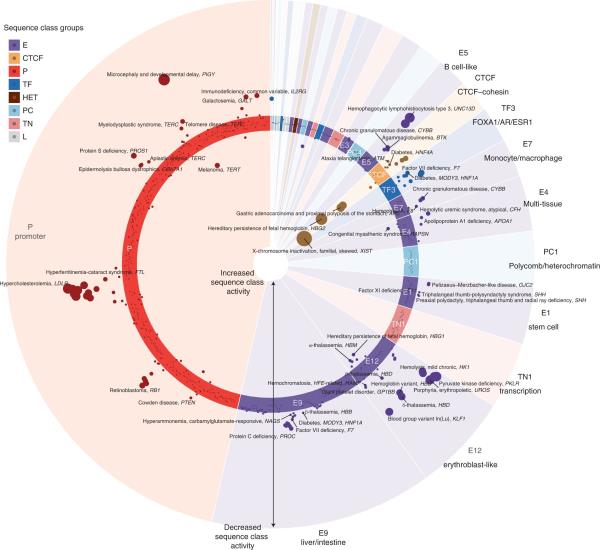 Sequence class groups
E
CTCF
P
TF
HET
PC
TN
L
Microcephaly and developmental delay, PIGY
Immunodeficiency, common variable, IL2RG
Galactosemia, GALT
Myelodysplastic syndrome, TERC
Telomere disease, TERC
Protein S deficiency, PROS1
Aplastic anemia, TERC
Epidermolysis bullosa dystrophica,
Melanoma, TERT
P
promoter
P
Hyperferritinemia-cataract syndrome, FTL
Hypercholesterolemia, LDLR
Retinoblastoma, RB1
Cowden disease, PTEN
Increased
sequence class
activity
Decreased
sequence class
activity
E5
B cell-like
CTCF
CTCF–cohesin
TF3
FOXA1/AR/ESR1
E7
Monocyte/macrophage
E4
Multi-tissue
PC1
Polycomb/heterochromatin
E1
stem cell
TN1
transcription
E12
erythroblast-like
E9
liver/intestine
Hemophagocytic lymphohistiocytosis type 3, UNC13D
Chronic granulomatous disease, CYBB
Agammaglobulinemia, BTK
E3
Ataxia telangiectasia, ATM
E5
Diabetes, HNF4A
Factor VII deficiency, F7
Diabetes, MODY3, HNF1A
TF3
Chronic granulomatous disease, CYBB
E7
Hemolytic uremic syndrome, atypical, CFH
Apolipoprotein A1 deficiency, APOA1
Gastric adenocarcinoma and proximal polyposis of the stomach,
Hereditary persistence of fetal hemoglobin, HBG2
Congenital myasthenic syndrome, RAPSN
X-chromosome inactivation, familial, skewed, XIST
PC1
Factor XI deficiency
E1
Pelizaeus–Merzbacher-like disease, GJC2
Triphalangeal thumb-polysyndactyly syndrome, SHH
Preaxial polydactyly, triphalangeal thumb and radial ray deficiency, SHH
TN1
Hereditary persistence of fetal hemoglobin, HBG1
α-thalassemia, HBM
E12
Hemolysis, mild chronic, HK1
HBD
Hemochromatosis, HFE-related, HAMP
Hemoglobin variant,
Pyruvate kinase deficiency, PKLR
Porphyria, erythropoietic, UROS
Giant platelet disorder, GP1BB
δ-thalassemia, HBD
E9
β-thalassemia, HBB
Blood group variant In(Lu), KLF1
Hyperammonemia, carbamylglutamate-responsive, NAGS
Diabetes, MODY3, HNF1A
Factor VII deficiency, F7
Protein C deficiency, PROC